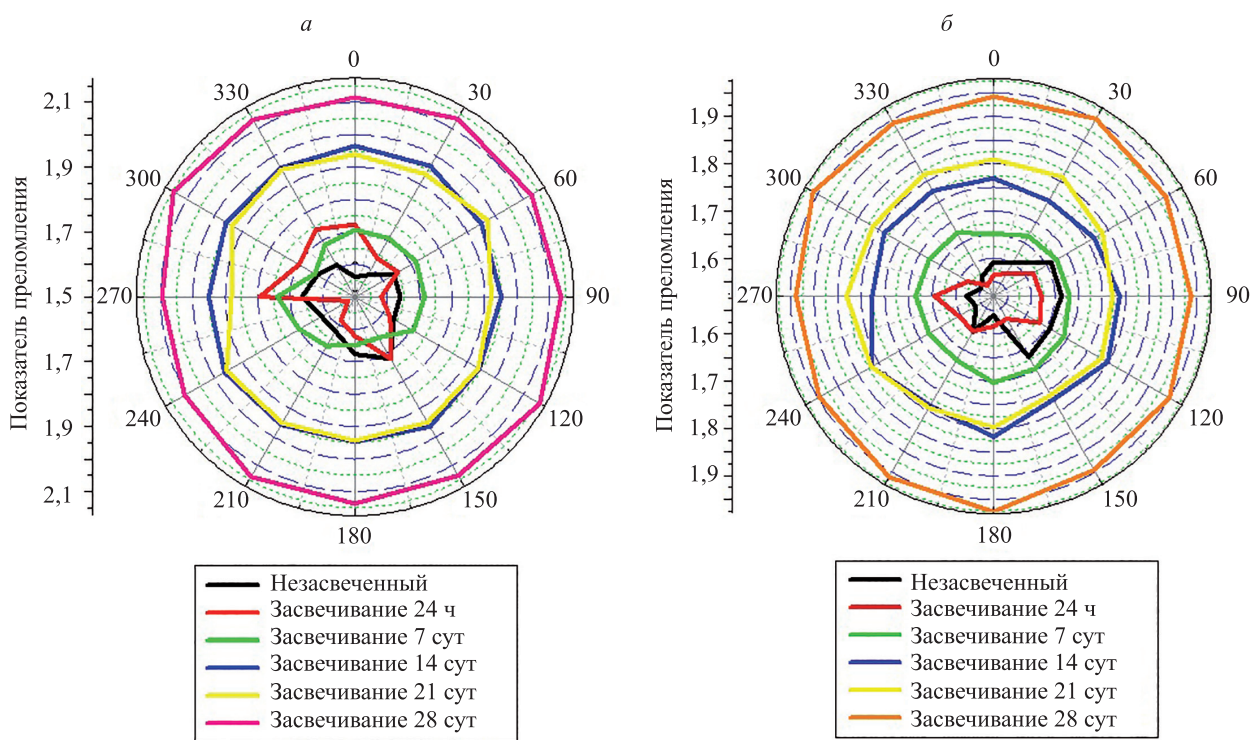 а
Показатель преломления
2,1
1,9
1,7
1,5
1,7
1,9
2,1
0
30
60
90
120
150
180
210
240
270
300
330
Незасвеченный
Засвечивание 24 ч
Засвечивание 7 сут
Засвечивание 14 сут
Засвечивание 21 сут
Засвечивание 28 сут
б
Показатель преломления
1,9
1,8
1,7
1,6
1,6
1,7
1,8
1,9
0
30
60
90
120
150
180
210
240
270
300
330
Незасвеченный
Засвечивание 24 ч
Засвечивание 7 сут
Засвечивание 14 сут
Засвечивание 21 сут
Засвечивание 28 сут